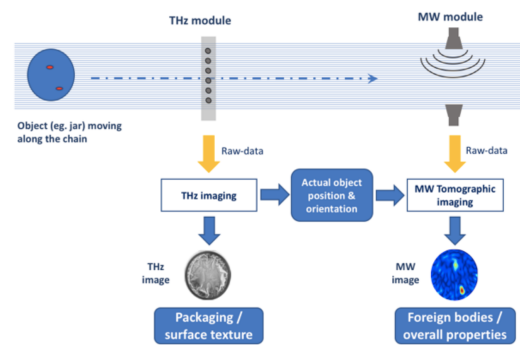 THz module
MW module
Object (eg. jar) moving
along the chain
Raw-data
Raw-data
THz imaging
Actual object
position &
orientation
MW Tomographic
imaging
THz
image
MW
image
Packaging /
surface texture
Foreign bodies /
overall properties